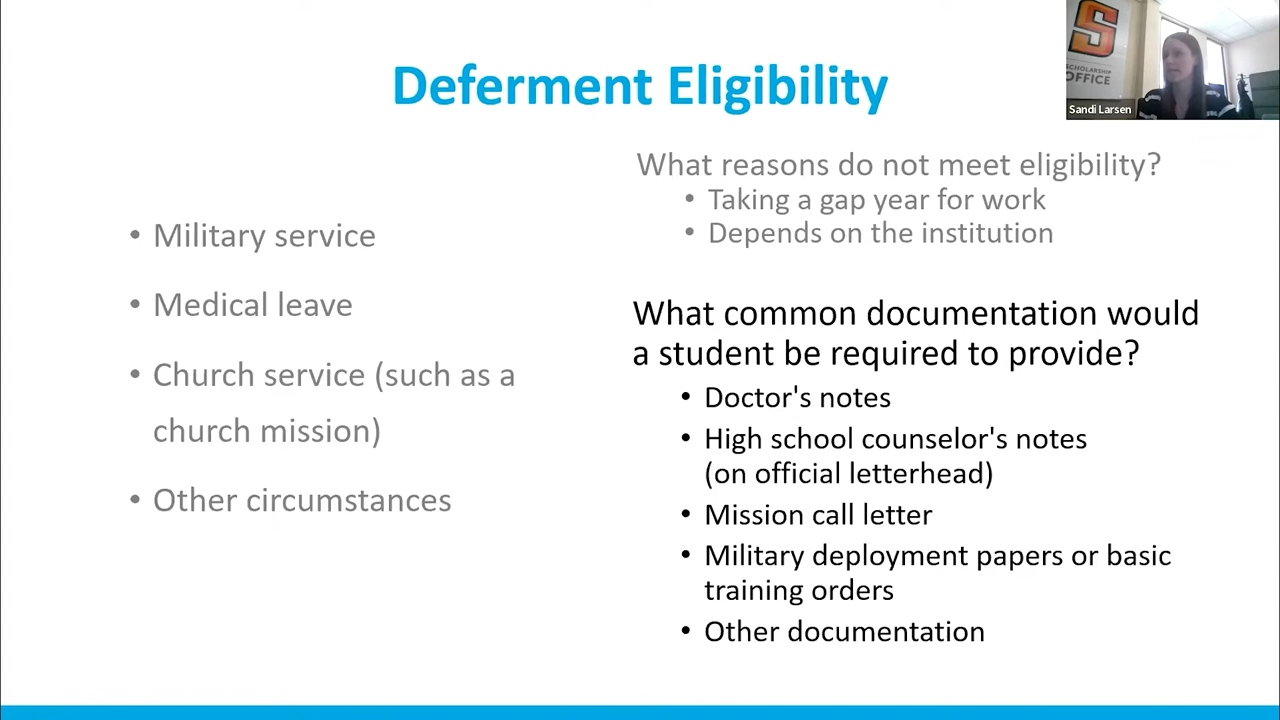 Deferment Eligibility
S
SCHOLARSHIP
OFFICE
Sandi Larsen
• Military service
• Medical leave
• Church service (such as a
church mission)
• Other circumstances
What reasons do not meet eligibility?
• Taking a gap year for work
• Depends on the institution
What common documentation would
a student be required to provide?
• Doctor's notes
• High school counselor's notes
(on official letterhead)
• Mission call letter
• Military deployment papers or basic
training orders
• Other documentation